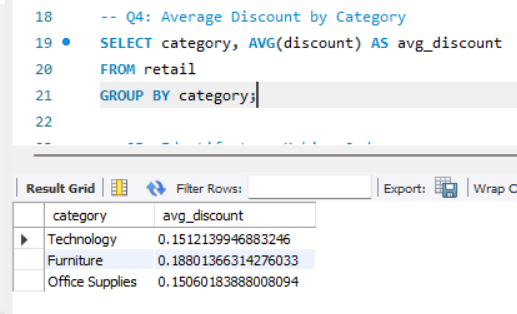 18 -- Q4: Average Discount by Category
19 SELECT category, AVG(discount) AS avg_discount
20 FROM retail
21 GROUP BY category;
22
Result Grid Filter Rows: Export: Wrap C
category avg_discount
Technology 0.1512139946883246
Furniture 0.18801366314276033
Office Supplies 0.15060183888008094